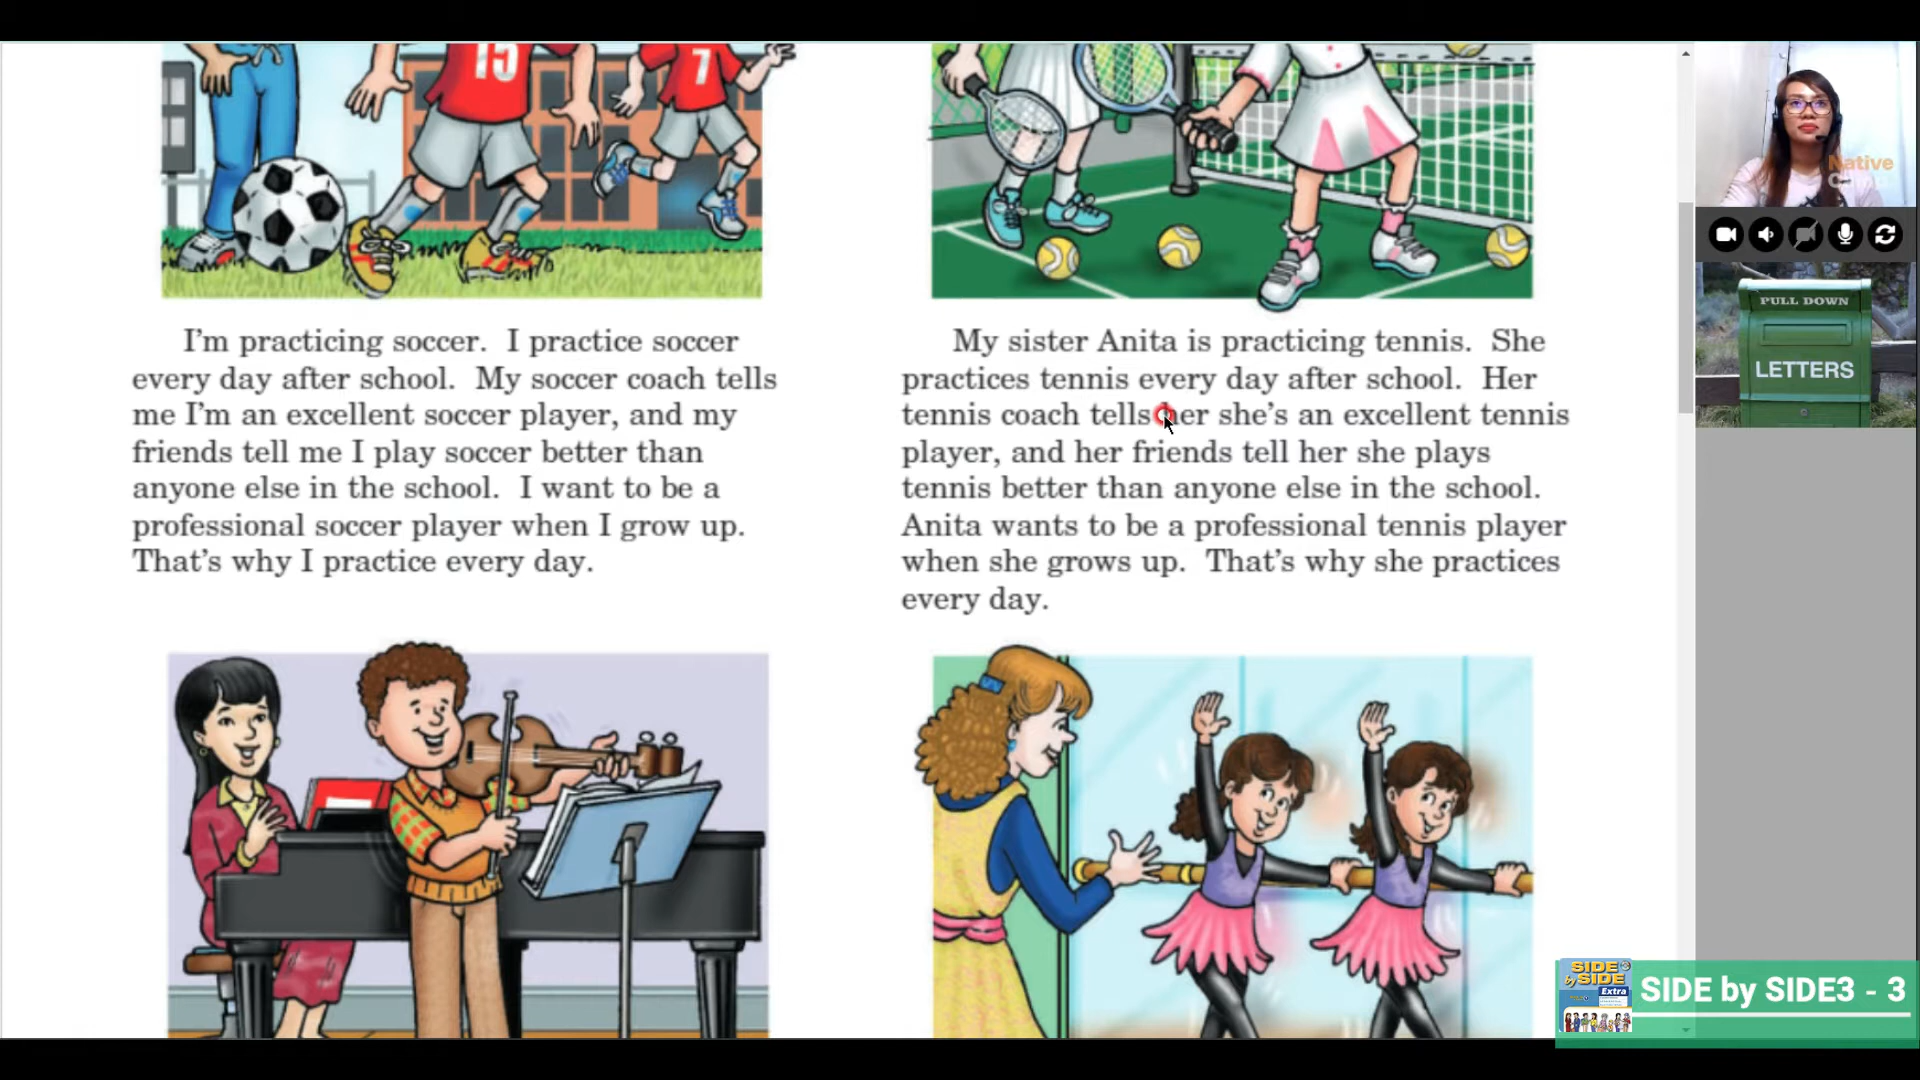 15
7
I'm practicing soccer. I practice soccer
every day after school. My soccer coach tells
me I'm an excellent soccer player, and my
friends tell me I play soccer better than
anyone else in the school. I want to be a
professional soccer player when I grow up.
That's why I practice every day.
My sister Anita is practicing tennis. She
practices tennis every day after school. Her
tennis coach tells her she's an excellent tennis
player, and her friends tell her she plays
tennis better than anyone else in the school.
Anita wants to be a professional tennis player
when she grows up. That's why she practices
every day.
Native
Camp
PULL DOWN
LETTERS
SIDE
by SIDE
Extra
SIDE by SIDE3 - 3